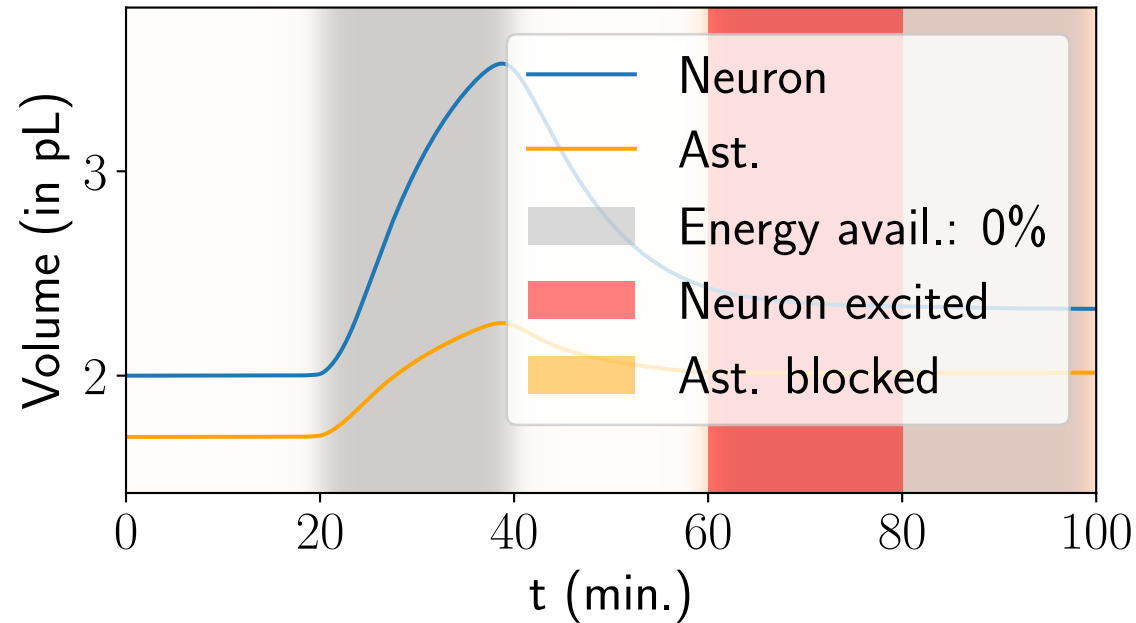 Volume (in pL)
3
2
Neuron
Ast.
Energy avail.: 0%
Neuron excited
Ast. blocked
0 20 40 60 80 100
t (min.)